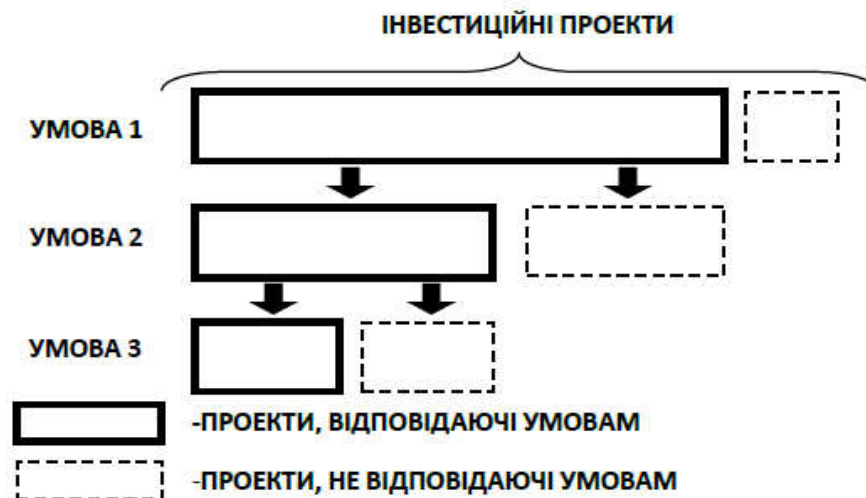 ІНВЕСТИЦІЙНІ ПРОЕКТИ
УМОВА 1
УМОВА 2
УМОВА 3
-ПРОЕКТИ, ВІДПОВІДАЮЧІ УМОВАМ
-ПРОЕКТИ, НЕ ВІДПОВІДАЮЧІ УМОВАМ